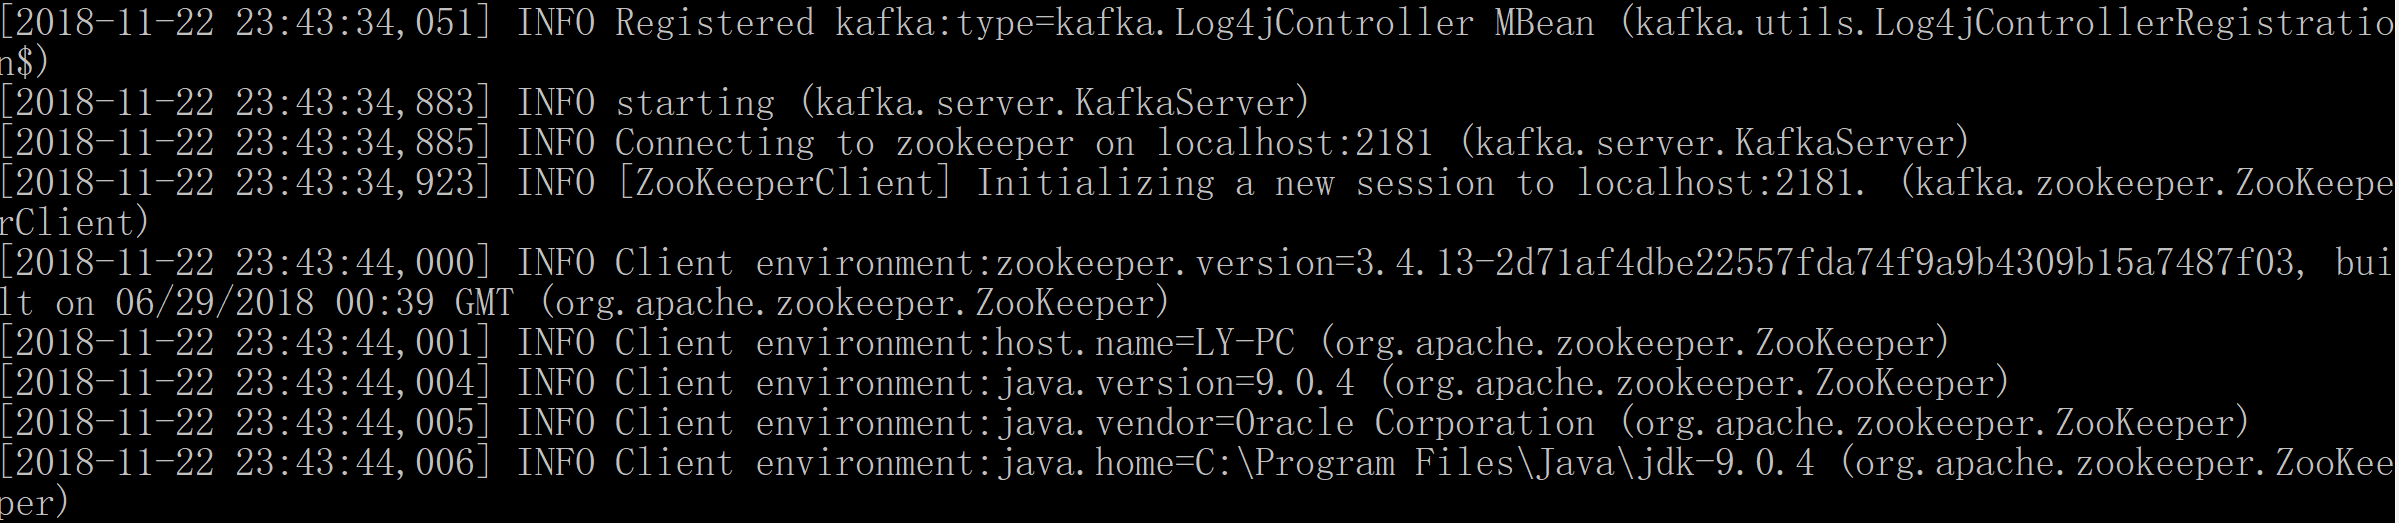 [2018-11-22 23:43:34,051] INFO Registered kafka:type=kafka.Log4jController MBean (kafka.utils.Log4jControllerRegistratio
n$)
[2018-11-22 23:43:34,883] INFO starting (kafka.server.KafkaServer)
[2018-11-22 23:43:34,885] INFO Connecting to zookeeper on localhost:2181 (kafka.server.KafkaServer)
[2018-11-22 23:43:34,923] INFO [ZooKeeperClient] Initializing a new session to localhost:2181. (kafka.zookeeper.ZooKeepe
rClient)
[2018-11-22 23:43:44,000] INFO Client environment:zookeeper.version=3.4.13-2d71af4dbe22557fda74f9a9b4309b15a7487f03, bui
lt on 06/29/2018 00:39 GMT (org.apache.zookeeper.ZooKeeper)
[2018-11-22 23:43:44,001] INFO Client environment:host.name=LY-PC (org.apache.zookeeper.ZooKeeper)
[2018-11-22 23:43:44,004] INFO Client environment:java.version=9.0.4 (org.apache.zookeeper.ZooKeeper)
[2018-11-22 23:43:44,005] INFO Client environment:java.vendor=Oracle Corporation (org.apache.zookeeper.ZooKeeper)
[2018-11-22 23:43:44,006] INFO Client environment:java.home=C:\Program Files\Java\jdk-9.0.4 (org.apache.zookeeper.ZooKee
per)